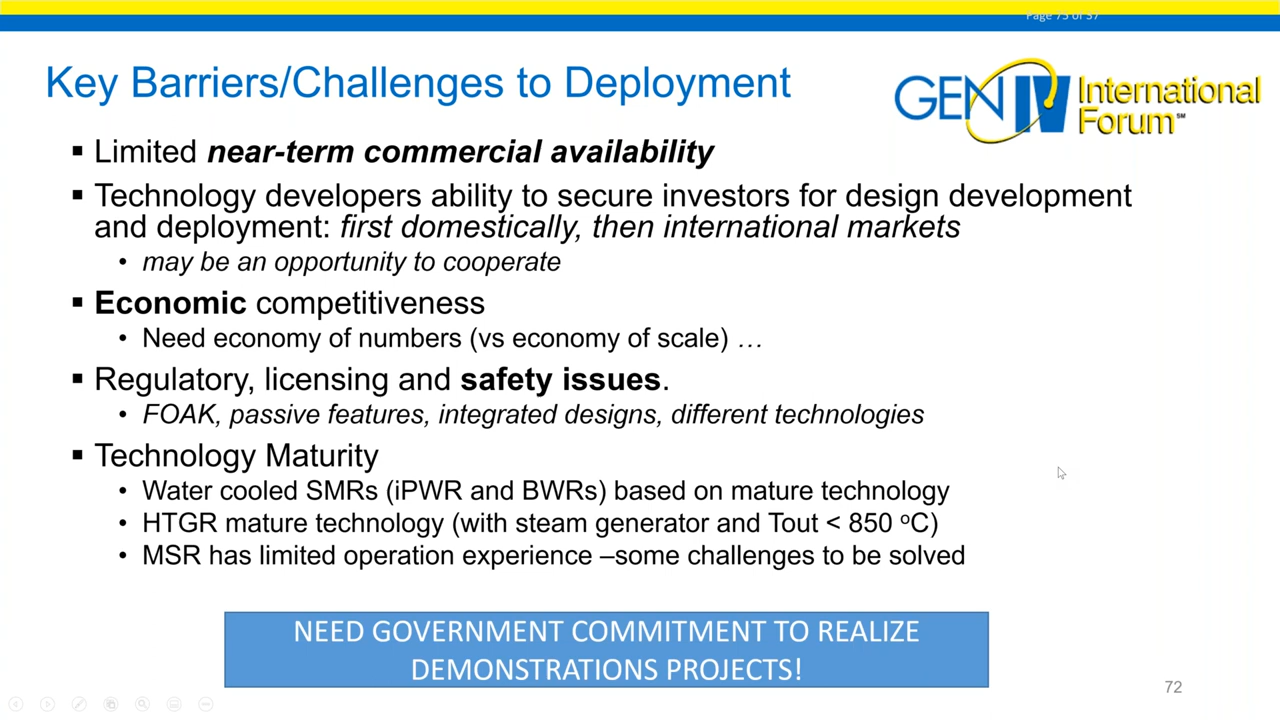 Page 73 of 37
Key Barriers/Challenges to Deployment
GEN IV International
Forum℠
▪ Limited near-term commercial availability
▪ Technology developers ability to secure investors for design development
and deployment: first domestically, then international markets
• may be an opportunity to cooperate
▪ Economic competitiveness
• Need economy of numbers (vs economy of scale) …
▪ Regulatory, licensing and safety issues.
• FOAK, passive features, integrated designs, different technologies
▪ Technology Maturity
• Water cooled SMRs (iPWR and BWRs) based on mature technology
• HTGR mature technology (with steam generator and Tout < 850 ᵒC)
• MSR has limited operation experience –some challenges to be solved
NEED GOVERNMENT COMMITMENT TO REALIZE
DEMONSTRATIONS PROJECTS!
72